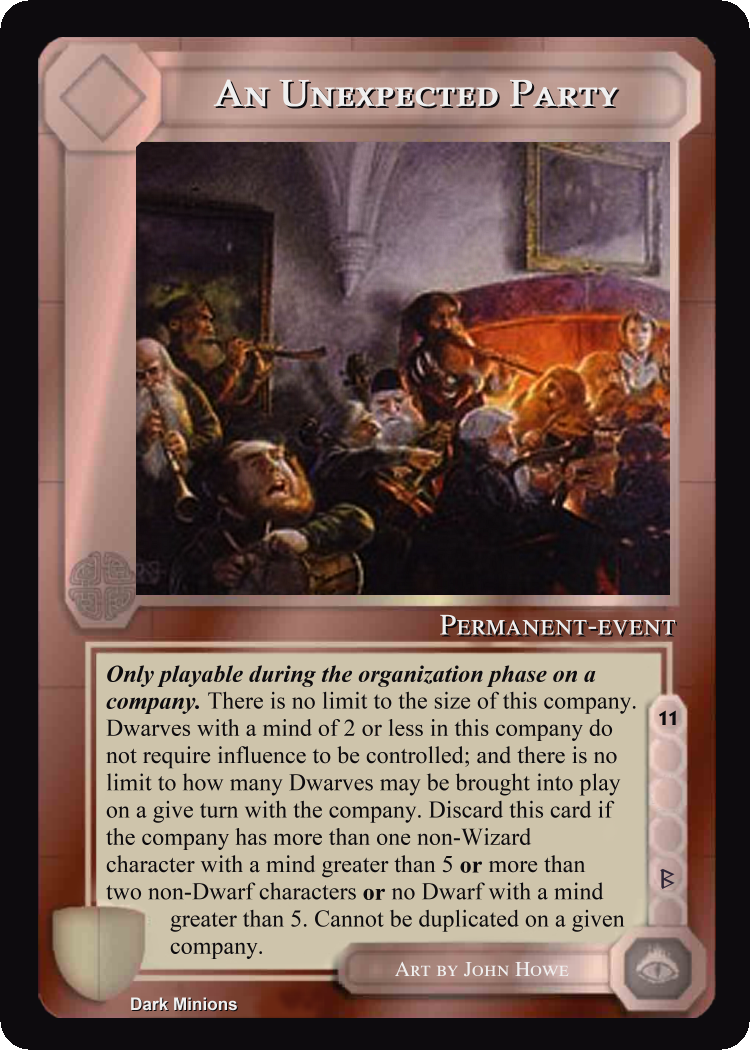 An Unexpected Party
Permanent-event
Only playable during the organization phase on a
company. There is no limit to the size of this company.
Dwarves with a mind of 2 or less in this company do
not require influence to be controlled; and there is no
limit to how many Dwarves may be brought into play
on a give turn with the company. Discard this card if
the company has more than one non-Wizard
character with a mind greater than 5 or more than
two non-Dwarf characters or no Dwarf with a mind
greater than 5. Cannot be duplicated on a given
company.
11
ᛒ
Art by John Howe
Dark Minions